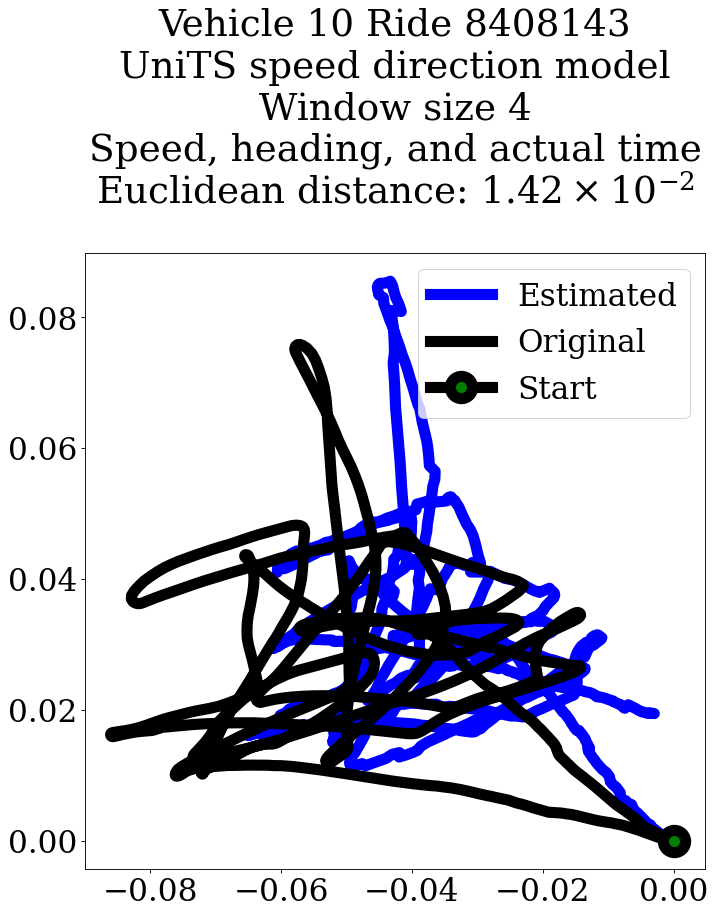 Vehicle 10 Ride 8408143
UniTS speed direction model
Window size 4
Speed, heading, and actual time
Euclidean distance: 1.42 × 10⁻²
Estimated
Original
Start
0.08
0.06
0.04
0.02
0.00
−0.08 −0.06 −0.04 −0.02 0.00